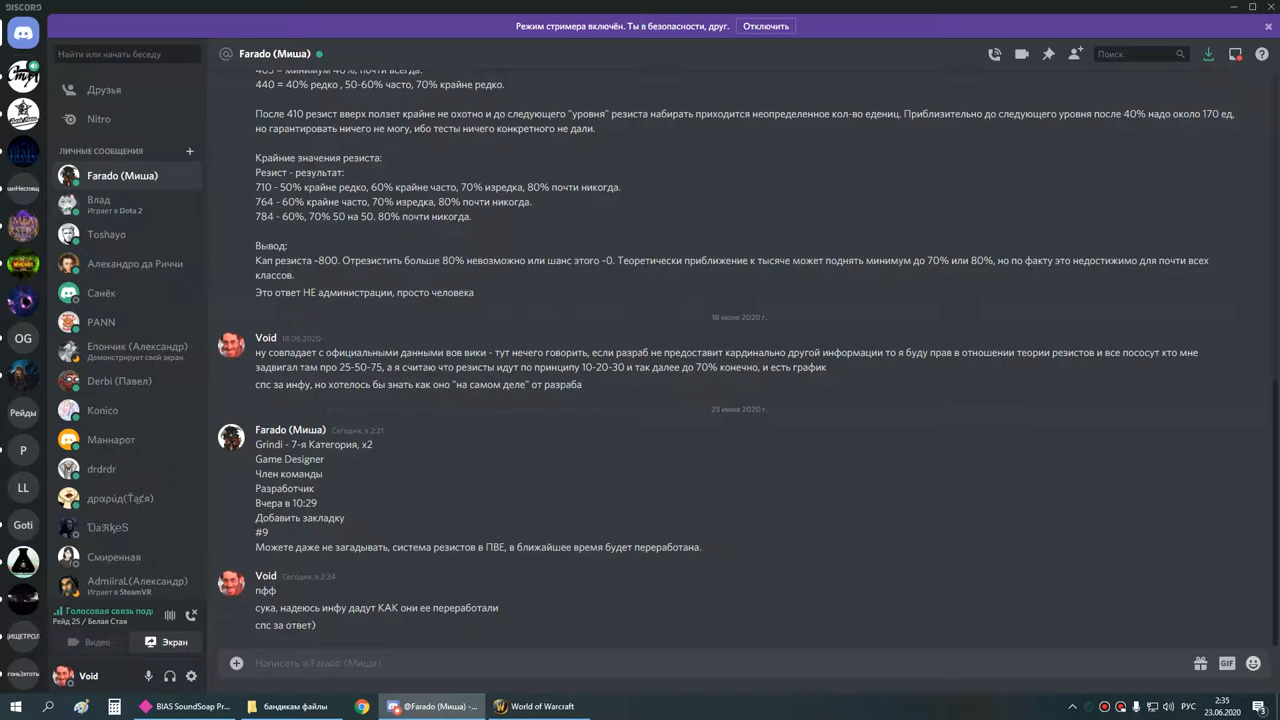 DISCORD
Режим стримера включён. Ты в безопасности, друг.
Отключить
Найти или начать беседу
Farado (Миша)
Поиск
Друзья
Nitro
ЛИЧНЫЕ СООБЩЕНИЯ
Farado (Миша)
Влад
Играет в Dota 2
Toshayo
Алехандро да Риччи
Санёк
PANN
Епончик (Александр)
Демонстрирует свой экран
Derbi (Павел)
Konico
Маннарот
drdrdr
Смиренная
Admiiral.(Александр)
Играет в SteamVR
OG
Рейды
P
LL
Goti
Голосовая связь под
Рейд 25 / Белая Стая
Видео
Экран
Void
440 = 40% редко , 50-60% часто, 70% крайне редко.
После 410 резист вверх ползет крайне не охотно и до следующего "уровня" резиста набирать приходится неопределенное кол-во едениц. Приблизительно до следующего уровня после 40% надо около 170 ед,
но гарантировать ничего не могу, ибо тесты ничего конкретного не дали.
Крайние значения резиста:
Резист - результат:
710 - 50% крайне редко, 60% крайне часто, 70% изредка, 80% почти никогда.
764 - 60% крайне часто, 70% изредка, 80% почти никогда.
784 - 60%, 70% 50 на 50. 80% почти никогда.
Вывод:
Кап резиста ~800. Отрезистить больше 80% невозможно или шанс этого ~0. Теоретически приближение к тысяче может поднять минимум до 70% или 80%, но по факту это недостижимо для почти всех
классов.
Это ответ НЕ администрации, просто человека
18 июня 2020 г.
Void 18.06.2020
ну совпадает с официальными данными вов вики - тут нечего говорить, если разраб не предоставит кардинально другой информации то я буду прав в отношении теории резистов и все пососут кто мне
задвигал там про 25-50-75, а я считаю что резисты идут по принципу 10-20-30 и так далее до 70% конечно, и есть график
спс за инфу, но хотелось бы знать как оно "на самом деле" от разраба
23 июня 2020 г.
Farado (Миша) Сегодня, в 2:21
Grindi - 7-я Категория, x2
Game Designer
Член команды
Разработчик
Вчера в 10:29
Добавить закладку
#9
Можете даже не загадывать, система резистов в ПВЕ, в ближайшее время будет переработана.
Void Сегодня, в 2:34
пфф
сука, надеюсь инфу дадут КАК они ее переработали
спс за ответ)
Написать @Farado (Миша)
GIF
BIAS SoundSoap Pr...
бандикам файлы
@Farado (Миша) -...
World of Warcraft
РУС
2:35
23.06.2020